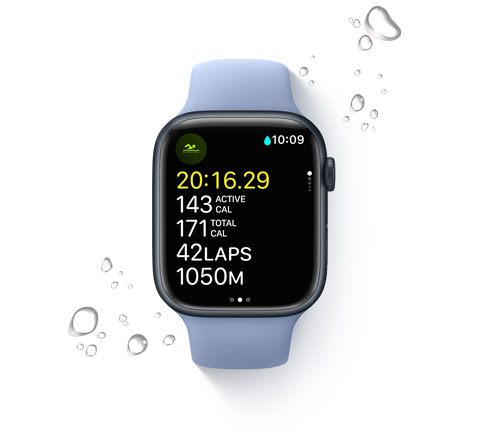 10:09
20:16.29
143 ACTIVE CAL
171 TOTAL CAL
42LAPS
1050M